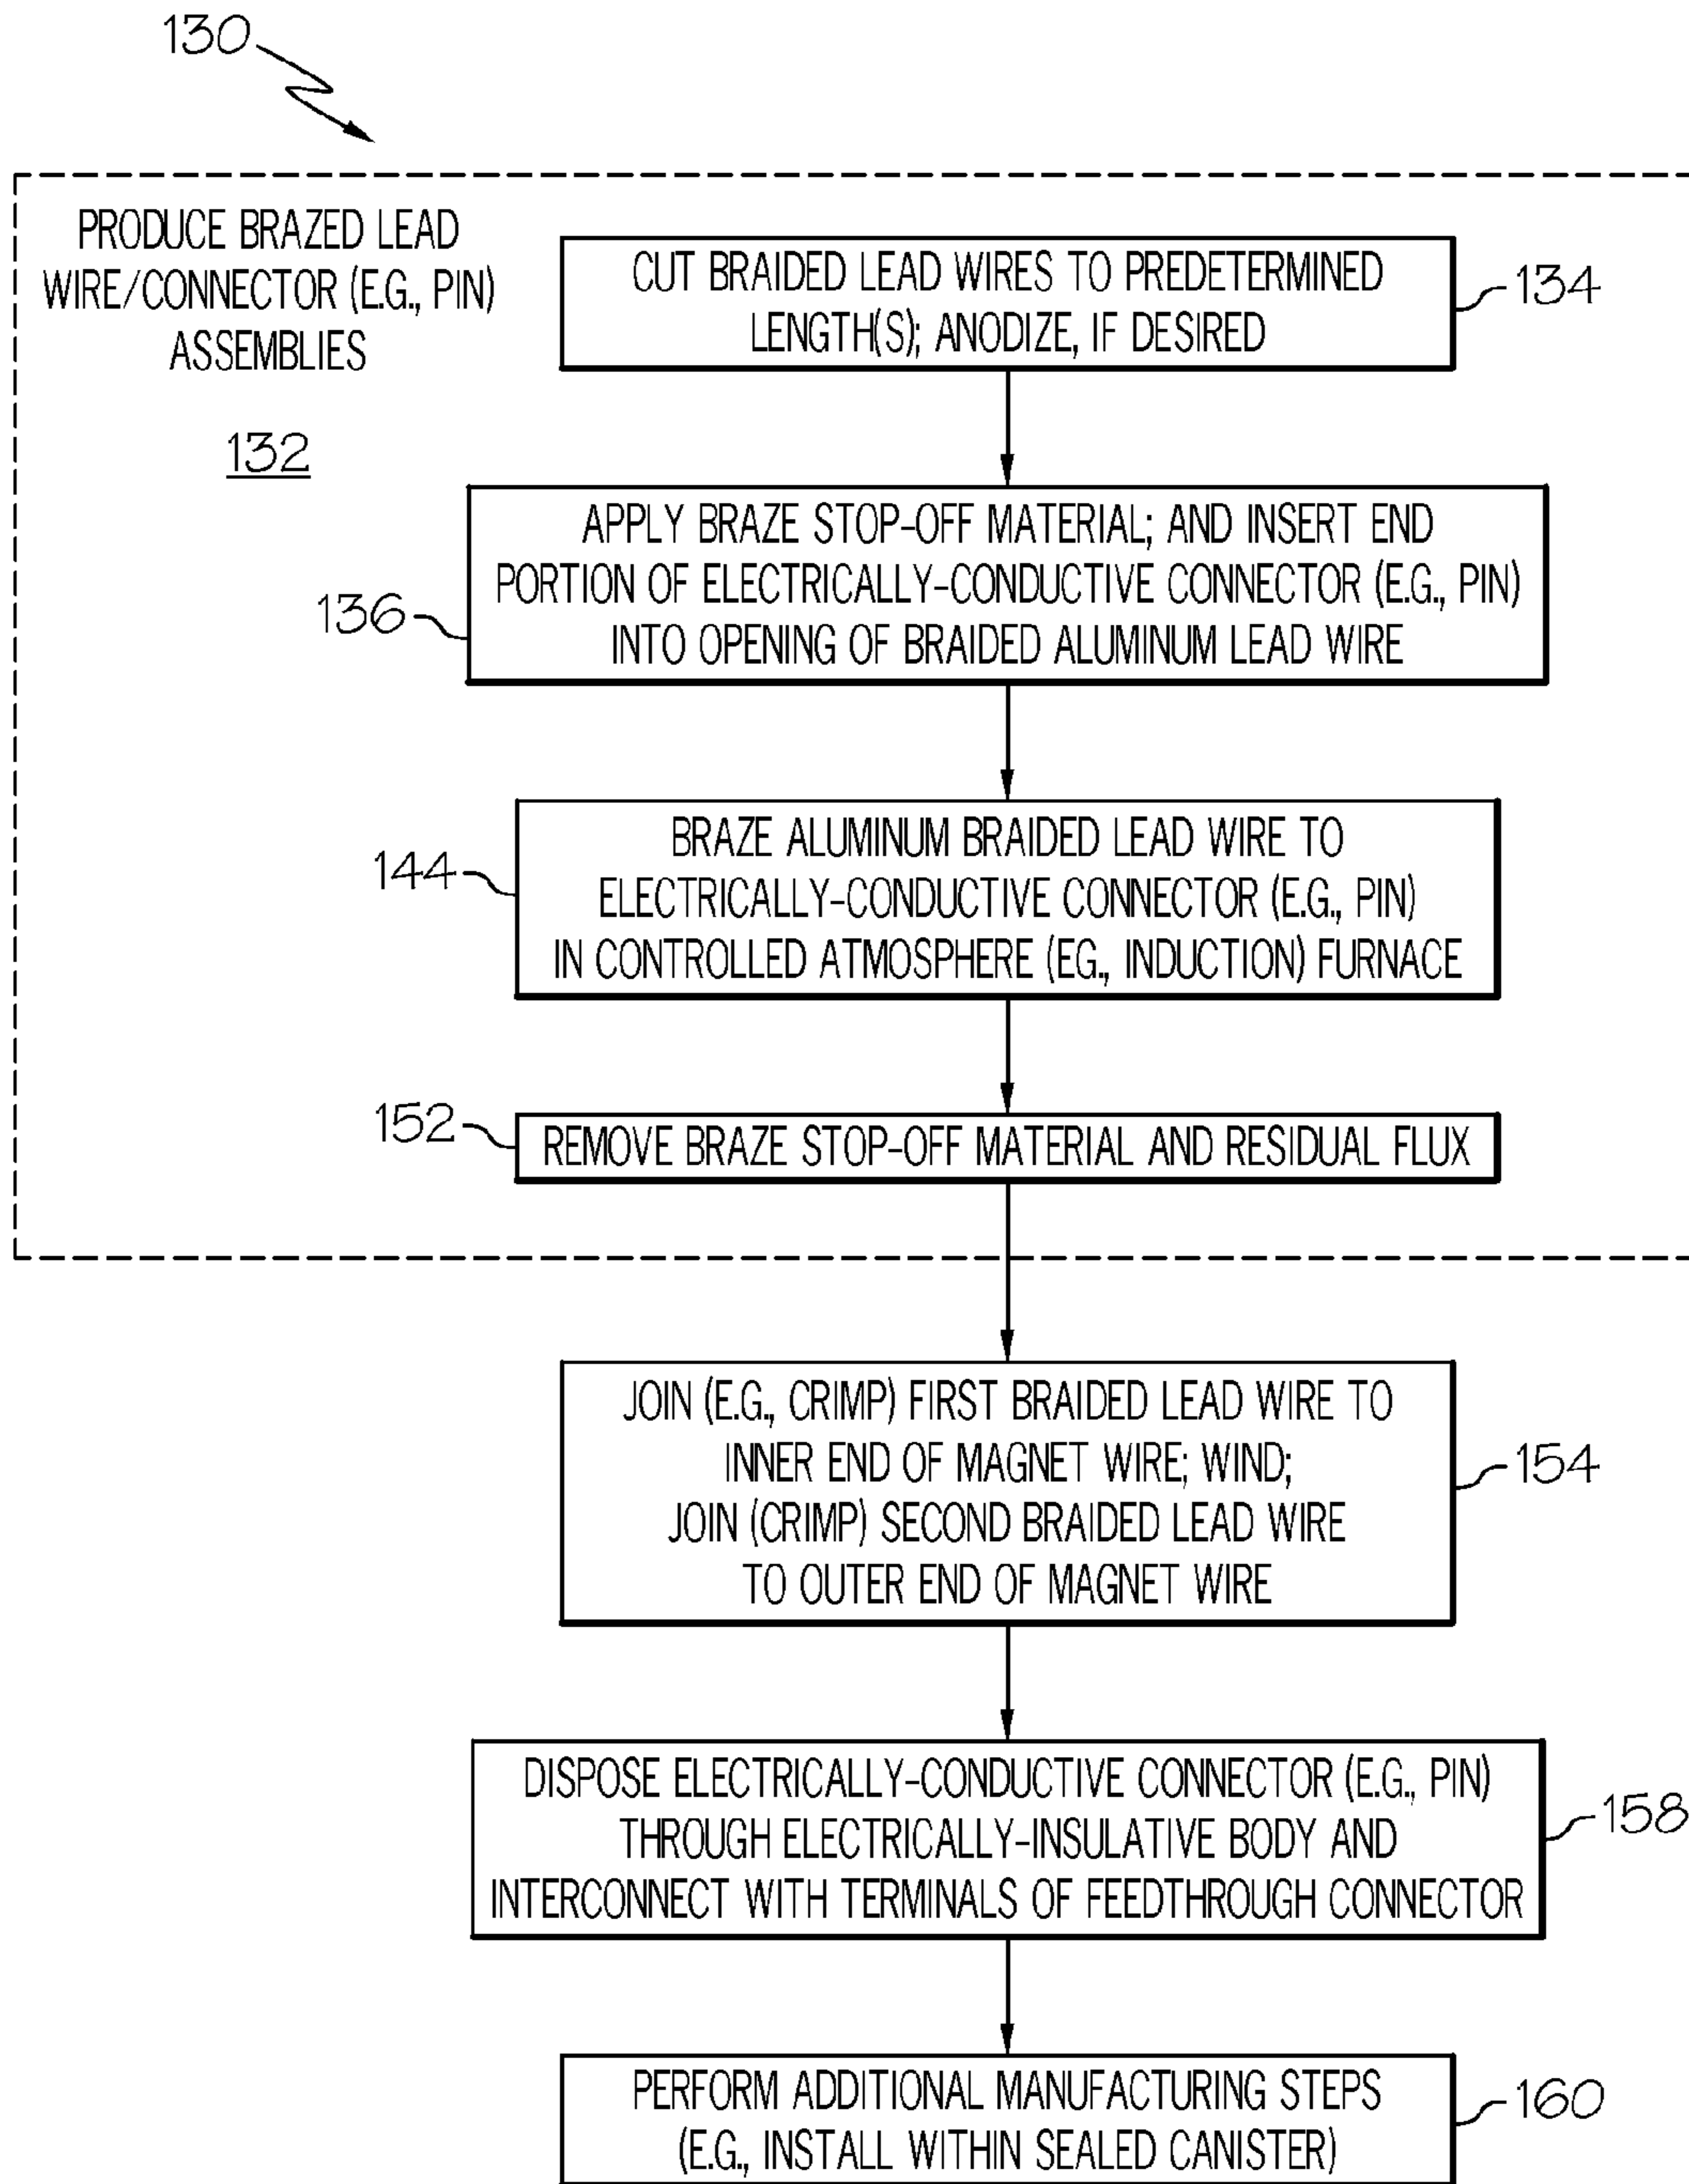 130
PRODUCE BRAZED LEAD
WIRE/CONNECTOR (E.G., PIN)
ASSEMBLIES
132
CUT BRAIDED LEAD WIRES TO PREDETERMINED
LENGTH(S); ANODIZE, IF DESIRED
134
APPLY BRAZE STOP-OFF MATERIAL; AND INSERT END
PORTION OF ELECTRICALLY-CONDUCTIVE CONNECTOR (E.G., PIN)
INTO OPENING OF BRAIDED ALUMINUM LEAD WIRE
136
BRAZE ALUMINUM BRAIDED LEAD WIRE TO
ELECTRICALLY-CONDUCTIVE CONNECTOR (E.G., PIN)
IN CONTROLLED ATMOSPHERE (EG., INDUCTION) FURNACE
144
REMOVE BRAZE STOP-OFF MATERIAL AND RESIDUAL FLUX
152
JOIN (E.G., CRIMP) FIRST BRAIDED LEAD WIRE TO
INNER END OF MAGNET WIRE; WIND;
JOIN (CRIMP) SECOND BRAIDED LEAD WIRE
TO OUTER END OF MAGNET WIRE
154
DISPOSE ELECTRICALLY-CONDUCTIVE CONNECTOR (E.G., PIN)
THROUGH ELECTRICALLY-INSULATIVE BODY AND
INTERCONNECT WITH TERMINALS OF FEEDTHROUGH CONNECTOR
158
PERFORM ADDITIONAL MANUFACTURING STEPS
(E.G., INSTALL WITHIN SEALED CANISTER)
160